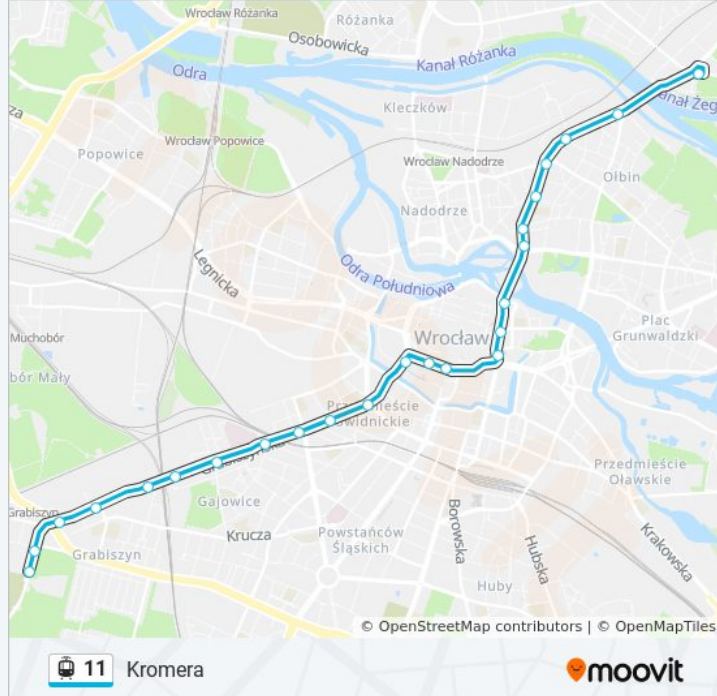 Wrocław Różanka
Różanka
Osobowicka
Kanał Różanka
Odra
anał Żeg
Kleczków
za
Wrocław Popowice
Popowice
Wrocław Nadodrze
Ołbin
Nadodrze
Legnicka
Odra Południowa
Muchobór
Wrocław
Plac
Grunwaldzki
bór Mały
Przedmieście
Świdnickie
Przedmieście
Oławskie
Gajowice
Grabiszyn
Krucza
Powstańców
Śląskich
Borowska
Hubska
Krakowska
Grabiszyn
Huby
© OpenStreetMap contributors | © OpenMapTiles
11 Kromera
moovit